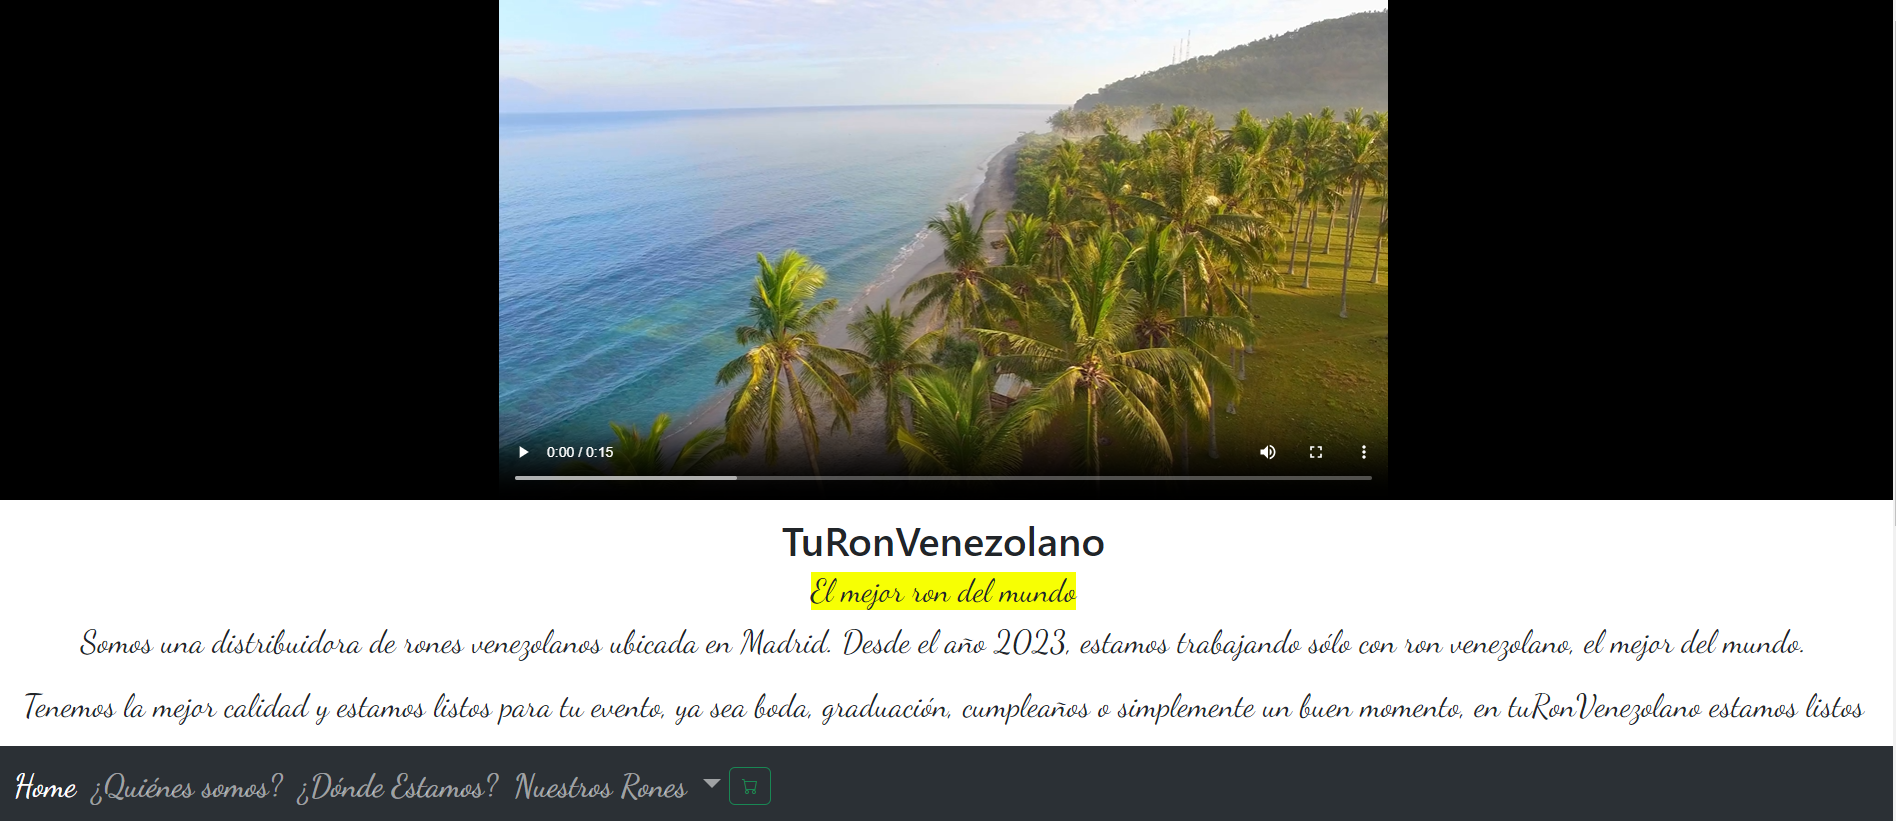 0:00 / 0:15
TuRonVenezolano
El mejor ron del mundo
Somos una distribuidora de rones venezolanos ubicada en Madrid. Desde el año 2023, estamos trabajando sólo con ron venezolano, el mejor del mundo.
Tenemos la mejor calidad y estamos listos para tu evento, ya sea boda, graduación, cumpleaños o simplemente un buen momento, en tuRonVenezolano estamos listos
Home ¿Quiénes somos? ¿Dónde Estamos? Nuestros Rones